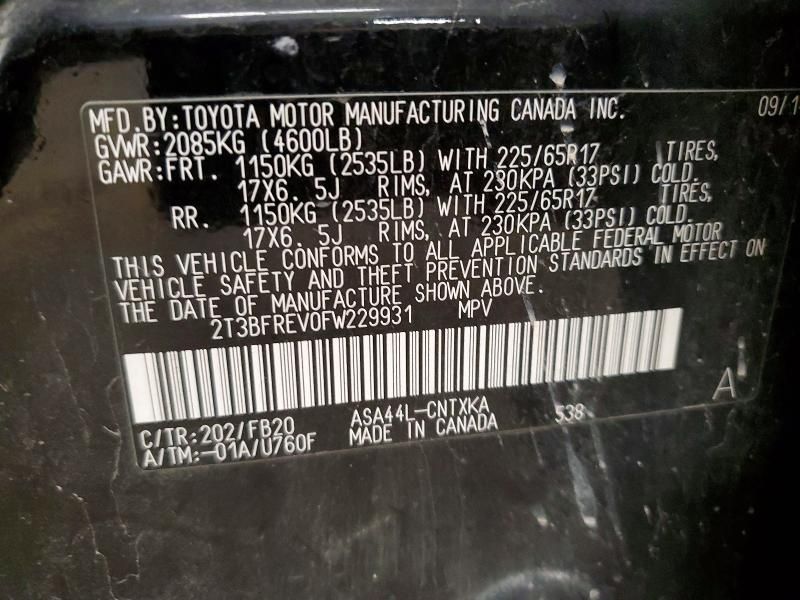 MFD. BY: TOYOTA MOTOR MANUFACTURING CANADA INC. 09/1
GVWR: 2085KG (4600LB)
GAWR: FRT. 1150KG (2535LB) WITH 225/65R17 TIRES,
17X6. 5J RIMS, AT 230KPA (33PSI) COLD.
RR. 1150KG (2535LB) WITH 225/65R17 TIRES,
17X6. 5J RIMS, AT 230KPA (33PSI) COLD.
THIS VEHICLE CONFORMS TO ALL APPLICABLE FEDERAL MOTOR
VEHICLE SAFETY AND THEFT PREVENTION STANDARDS IN EFFECT ON
THE DATE OF MANUFACTURE SHOWN ABOVE.
2T3BFREV0FW229931 MPV
A
C/TR: 202/FB20 ASA44L-CNTXKA 538
A/TM: -01A/U760F MADE IN CANADA